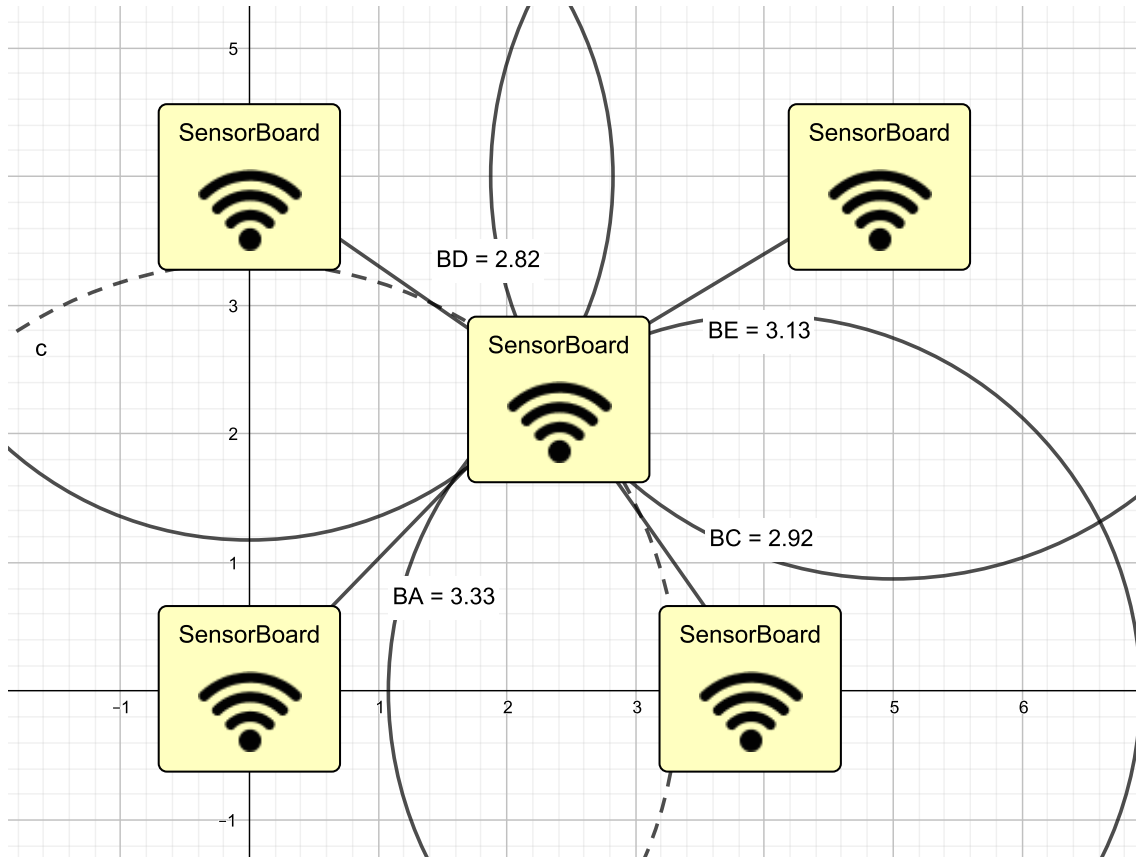 5
SensorBoard
SensorBoard
BD = 2.82
3
c
SensorBoard
BE = 3.13
2
BC = 2.92
1
BA = 3.33
SensorBoard
SensorBoard
−1
1
2
3
5
6
−1